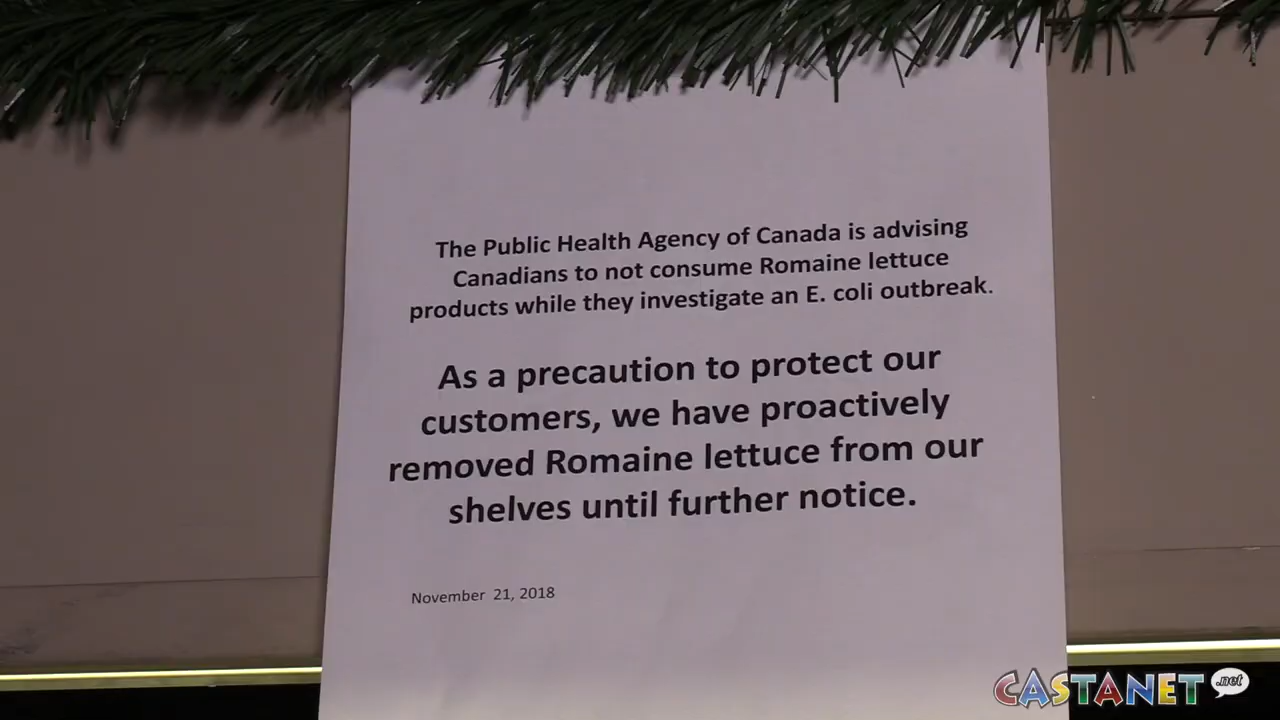 The Public Health Agency of Canada is advising
Canadians to not consume Romaine lettuce
products while they investigate an E. coli outbreak.
As a precaution to protect our
customers, we have proactively
removed Romaine lettuce from our
shelves until further notice.
November 21, 2018
CASTANET .net